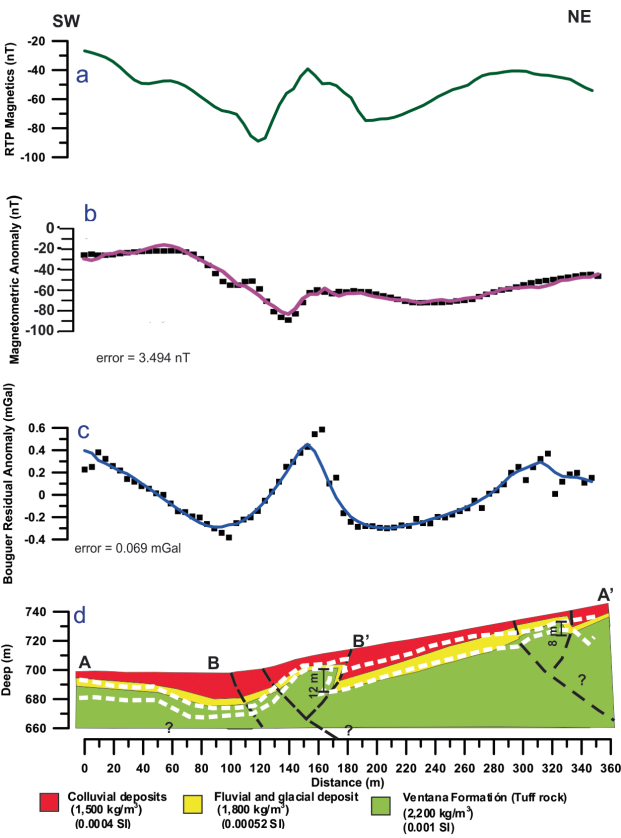 SW
NE
RTP Magnetics (nT)
-20
-40
-60
-80
-100
a
Magnetometric Anomaly (nT)
0
-20
-40
-60
-80
-100
b
error = 3.494 nT
Bouguer Residual Anomaly (mGal)
0.6
0.4
0.2
0
-0.2
-0.4
c
error = 0.069 mGal
Deep (m)
740
720
700
680
660
d
A
B
B'
A'
12 m
8 m
?
?
?
0 20 40 60 80 100 120 140 160 180 200 220 240 260 280 300 320 340 360
Distance (m)
Colluvial deposits
(1,500 kg/m³)
(0.0004 SI)
Fluvial and glacial deposit
(1,800 kg/m³)
(0.00052 SI)
Ventana Formatión (Tuff rock)
(2,200 kg/m³)
(0.001 SI)